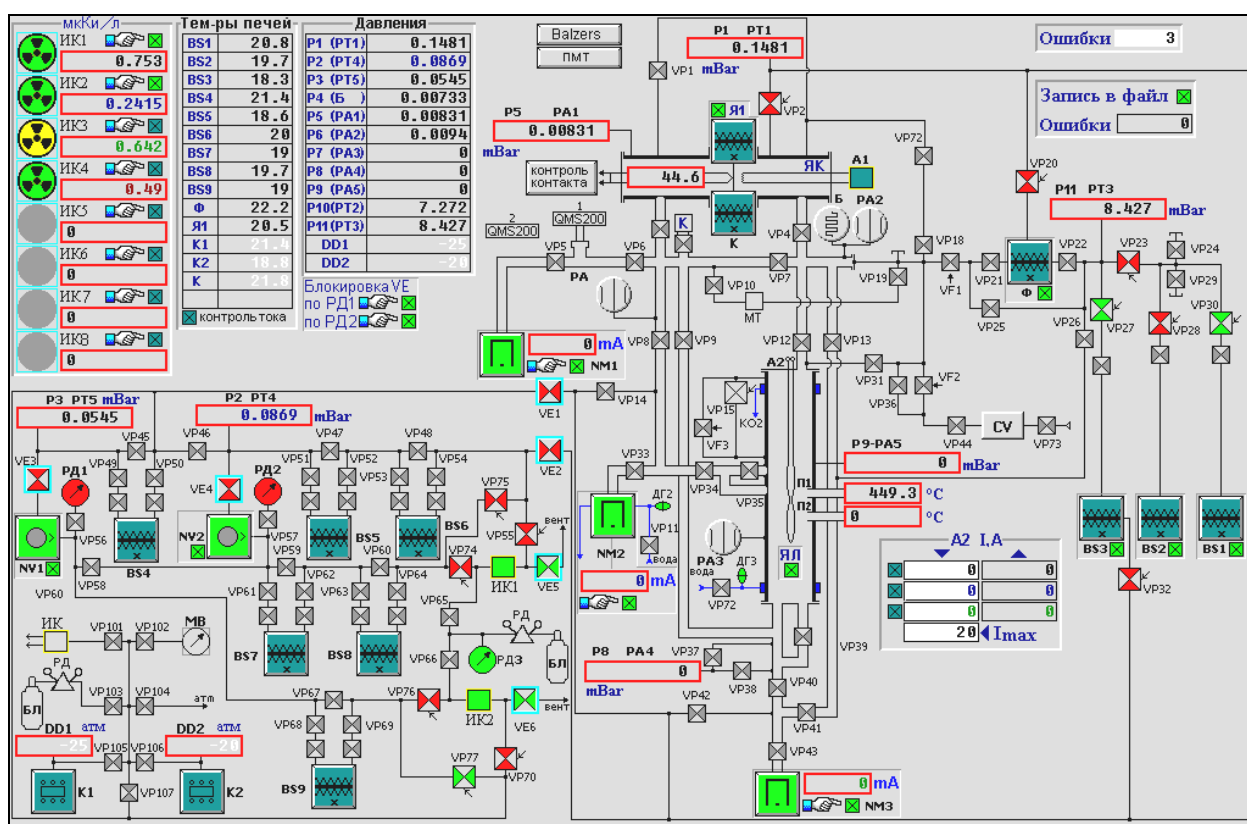 мкКи/л
ИК1
0.753
ИК2
0.2415
ИК3
0.642
ИК4
0.49
ИК5
0
ИК6
0
ИК7
0
ИК8
0
Тем-ры печей
BS1 20.8
BS2 19.7
BS3 18.3
BS4 21.4
BS5 18.6
BS6 20
BS7 19
BS8 19.7
BS9 19
Ф 22.2
Я1 20.5
К1 21.4
К2 18.8
К 21.8
контроль тока
Давления
P1 (PT1) 0.1481
P2 (PT4) 0.0869
P3 (PT5) 0.0545
P4 (Б ) 0.00733
P5 (PA1) 0.00831
P6 (PA2) 0.0094
P7 (PA3) 0
P8 (PA4) 0
P9 (PA5) 0
P10(PT2) 7.272
P11(PT3) 8.427
DD1 -25
DD2 -20
Блокировка VE
по РД1
по РД2
Balzers
ПМТ
P1 PT1
0.1481
mBar
VP1
VP2
Я1
Ошибки 3
Запись в файл
Ошибки 0
P5 PA1
0.00831
mBar
контроль
контакта
44.6
ЯК
A1
К
К
VP72
VP20
P11 PT3
8.427 mBar
1
QMS200
2
QMS200
VP5
VP6
PA
VP4
Б
PA2
VP7
VP10
МТ
VP19
VP18
VF1
VP21
Ф
VP22
VP23
VP24
VP29
VP25
VP26
VP27
VP28
VP30
0 mA
NM1
VP8
VP9
VP12
VP13
VP14
A2
VP15
КО2
VF3
VP31
VP36
VF2
VP44
CV
VP73
VE1
VE2
P3 PT5 mBar
0.0545
P2 PT4
0.0869 mBar
VP45
VP46
VP47
VP48
VE3
РД1
VP49
VP50
VE4
РД2
VP51
VP52
VP53
VP54
NV1
VP56
BS4
NV2
VP57
BS5
BS6
VP75
VP55
вент
VP58
VP59
VP60
VP74
ИК1
VE5
VP60
VP61
VP62
VP63
VP64
VP65
BS7
BS8
VP33
VP34
VP35
ДГ2
VP11
вода
NM2
0 mA
PA3
ДГ3
вода
VP72
ЯЛ
P9-PA5
0 mBar
П1
449.3 °C
П2
0 °C
BS3
BS2
BS1
VP32
A2 I,A
0 0
0 0
0 0
20 Imax
ИК
VP101
VP102
МВ
РД
БЛ
VP103
VP104
атм
DD1 атм
-25
VP105
VP106
DD2 атм
-20
К1
VP107
К2
VP66
РД3
РД
БЛ
VP67
VP68
VP69
BS9
VP76
ИК2
VE6
вент
VP77
VP70
P8 PA4
0
mBar
VP37
VP38
VP39
VP40
VP42
VP41
VP43
0 mA
NM3